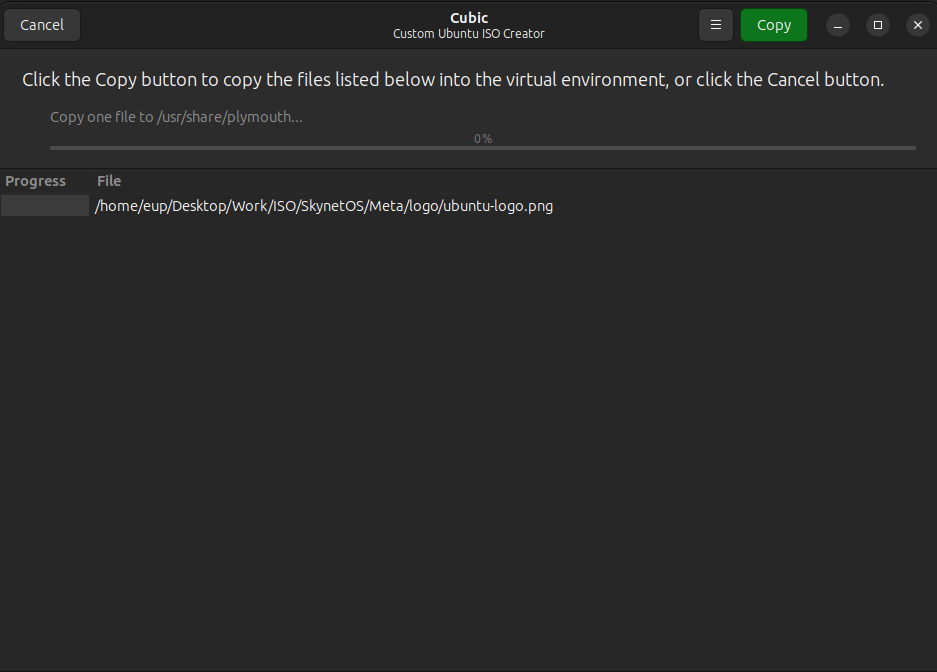 Cancel
Cubic
Custom Ubuntu ISO Creator
Copy
Click the Copy button to copy the files listed below into the virtual environment, or click the Cancel button.
Copy one file to /usr/share/plymouth...
0%
Progress File
/home/eup/Desktop/Work/ISO/SkynetOS/Meta/logo/ubuntu-logo.png